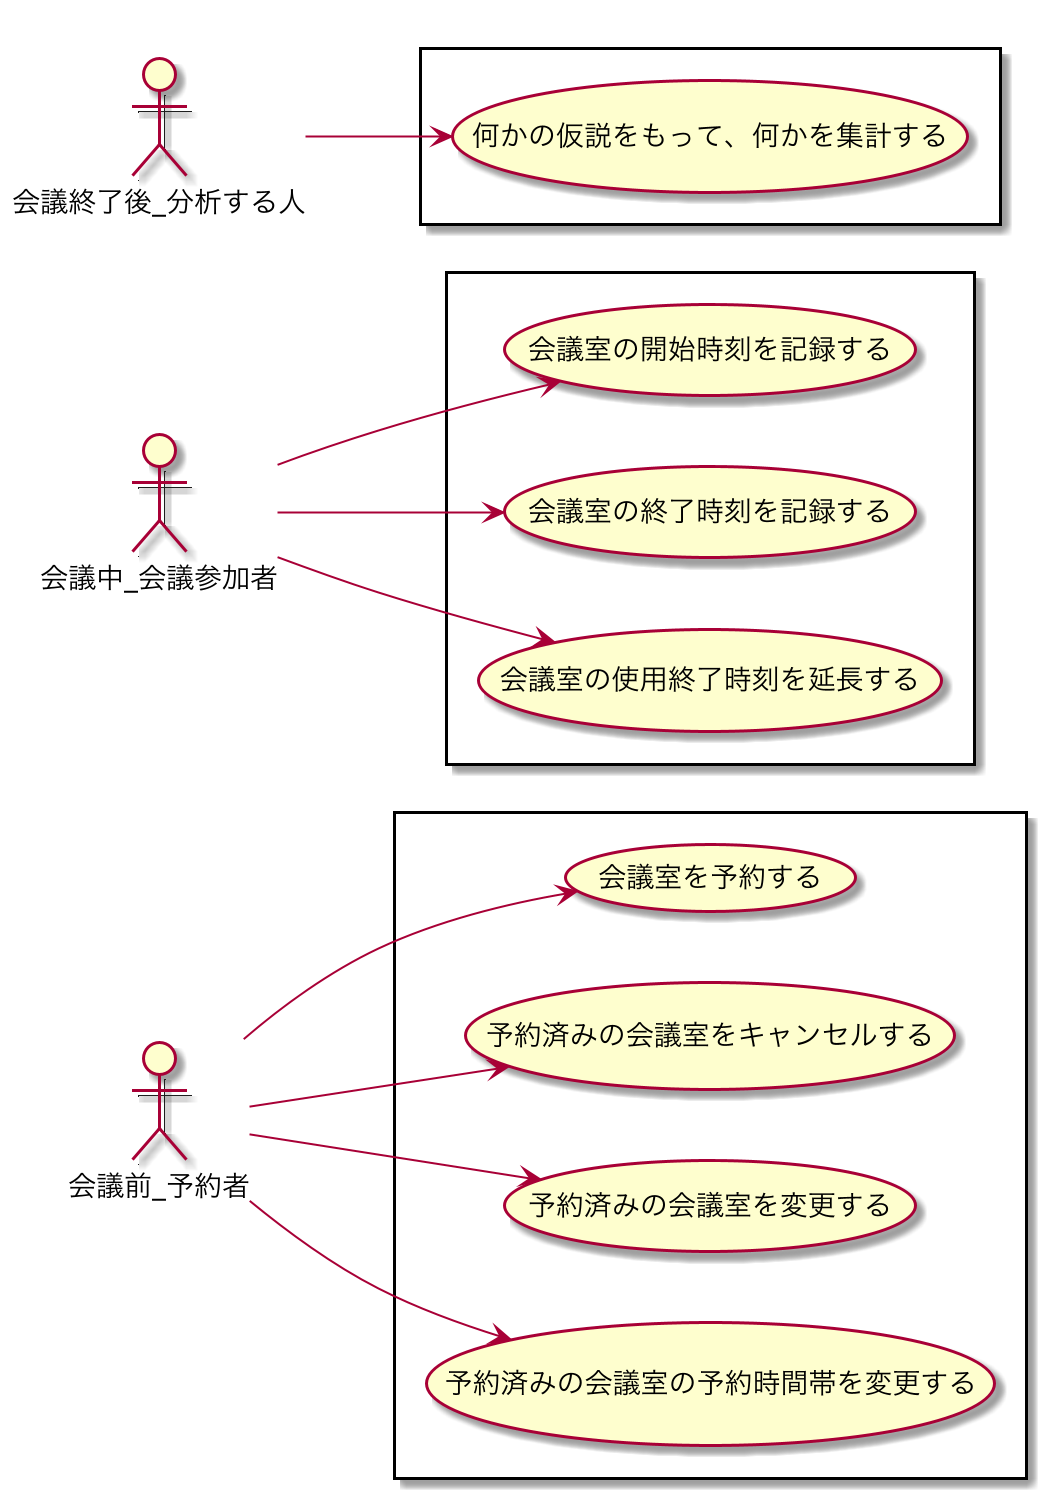 何かの仮説をもって、何かを集計する
会議終了後_分析する人
会議室の開始時刻を記録する
会議室の終了時刻を記録する
会議中_会議参加者
会議室の使用終了時刻を延長する
会議室を予約する
予約済みの会議室をキャンセルする
会議前_予約者
予約済みの会議室を変更する
予約済みの会議室の予約時間帯を変更する